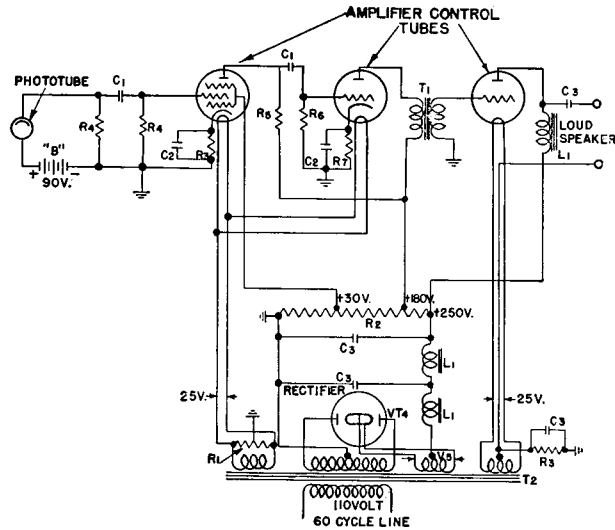 AMPLIFIER CONTROL
TUBES
PHOTOTUBE
C1
C1
C3
T1
R4
R4
R5
R6
LOUD
SPEAKER
L1
"B"
+ -
90V.
C2
R3
C2
R7
+30V.
+180V.
+250V.
R2
C3
L1
C3
RECTIFIER
25V.
VT4
L1
25V.
C3
R1
V5
R3
T2
110VOLT
60 CYCLE LINE